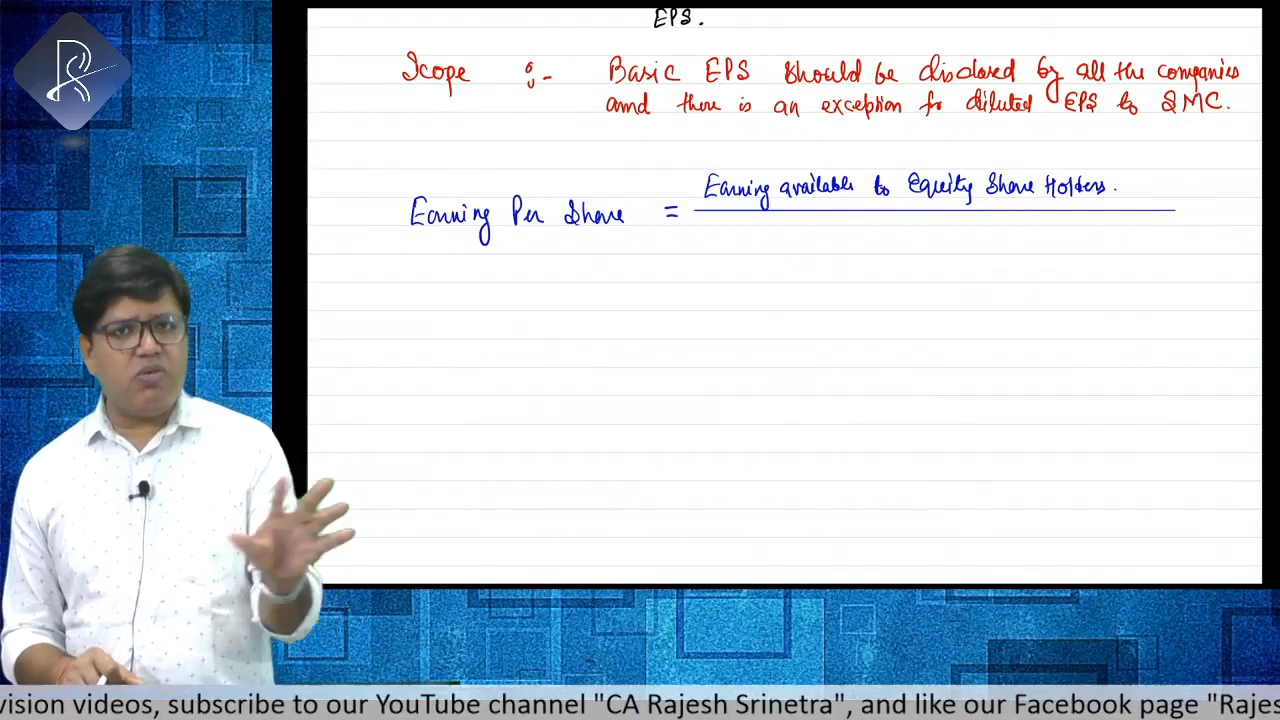 EPS.
Scope :- Basic EPS should be disclosed by all the companies
and there is an exception for diluted EPS to SMC.
Earning available to Equity Share Holders.
Earning Per Share =
vision videos, subscribe to our YouTube channel "CA Rajesh Srinetra", and like our Facebook page "Rajes